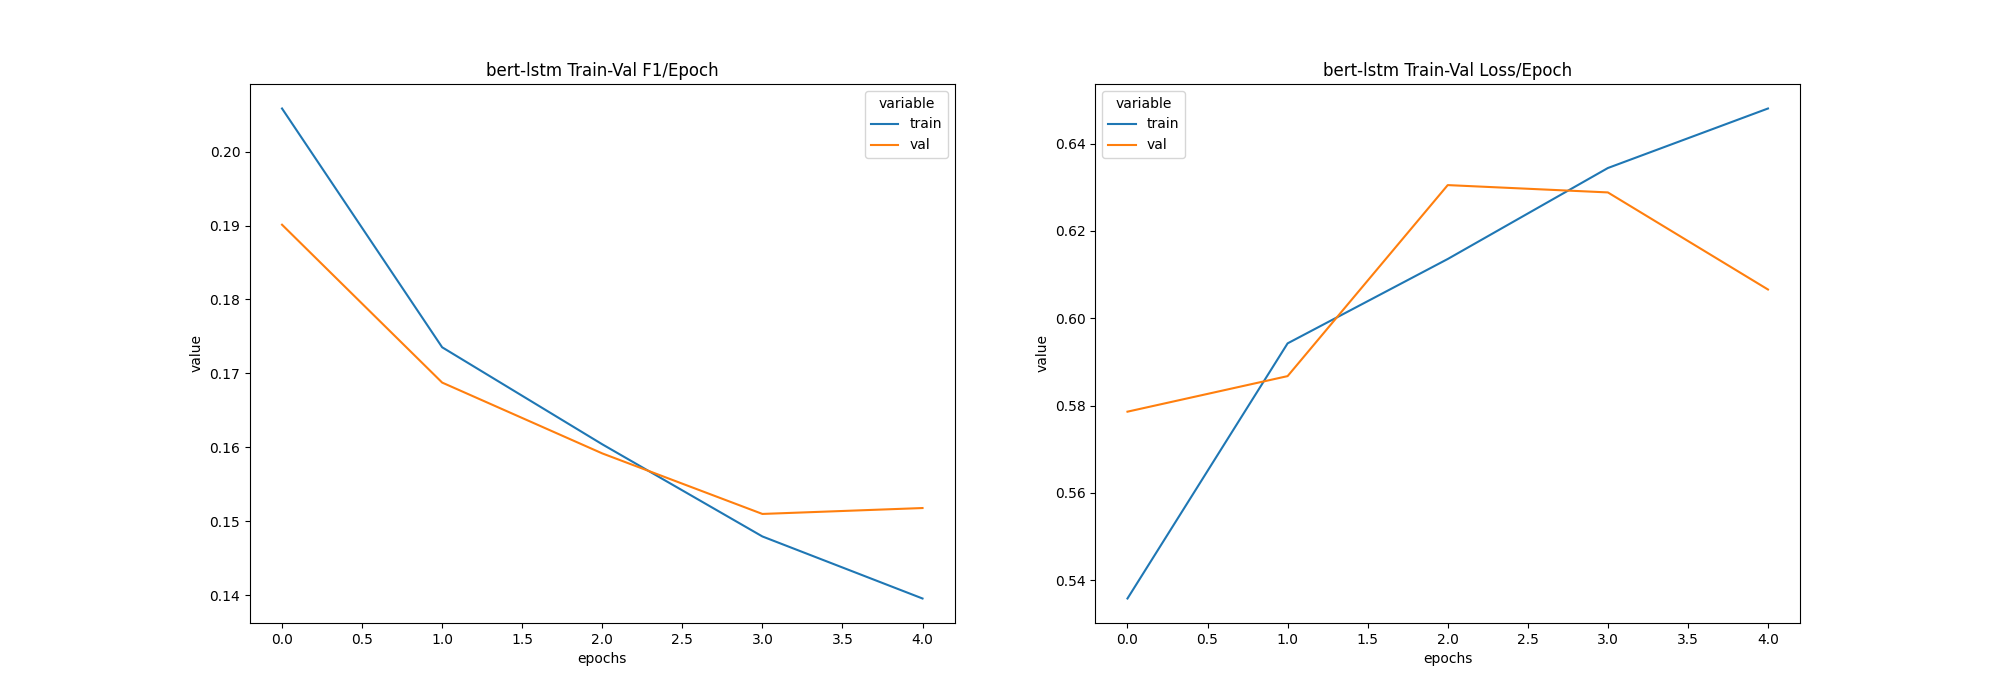 bert-lstm Train-Val F1/Epoch
variable
train
val
0.20
0.19
0.18
0.17
0.16
0.15
0.14
value
0.0 0.5 1.0 1.5 2.0 2.5 3.0 3.5 4.0
epochs
bert-lstm Train-Val Loss/Epoch
variable
train
val
0.64
0.62
0.60
0.58
0.56
0.54
value
0.0 0.5 1.0 1.5 2.0 2.5 3.0 3.5 4.0
epochs